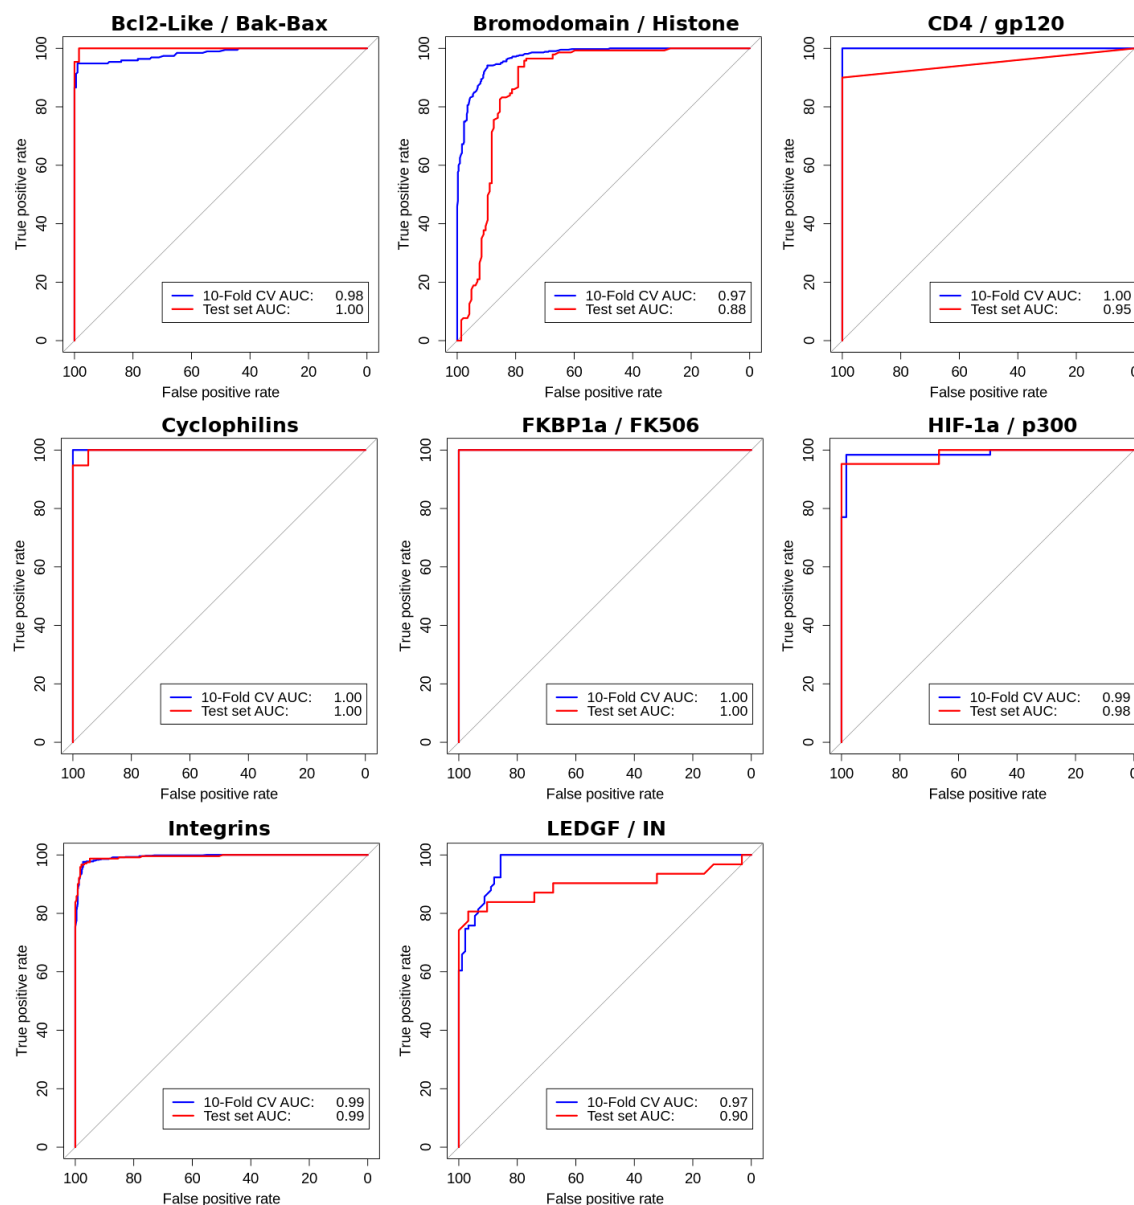 Bcl2-Like / Bak-Bax
True positive rate
100
80
60
40
20
0
10-Fold CV AUC: 0.98
Test set AUC: 1.00
100 80 60 40 20 0
False positive rate
Bromodomain / Histone
True positive rate
100
80
60
40
20
0
10-Fold CV AUC: 0.97
Test set AUC: 0.88
100 80 60 40 20 0
False positive rate
CD4 / gp120
True positive rate
100
80
60
40
20
0
10-Fold CV AUC: 1.00
Test set AUC: 0.95
100 80 60 40 20 0
False positive rate
Cyclophilins
True positive rate
100
80
60
40
20
0
10-Fold CV AUC: 1.00
Test set AUC: 1.00
100 80 60 40 20 0
False positive rate
FKBP1a / FK506
True positive rate
100
80
60
40
20
0
10-Fold CV AUC: 1.00
Test set AUC: 1.00
100 80 60 40 20 0
False positive rate
HIF-1a / p300
True positive rate
100
80
60
40
20
0
10-Fold CV AUC: 0.99
Test set AUC: 0.98
100 80 60 40 20 0
False positive rate
Integrins
True positive rate
100
80
60
40
20
0
10-Fold CV AUC: 0.99
Test set AUC: 0.99
100 80 60 40 20 0
False positive rate
LEDGF / IN
True positive rate
100
80
60
40
20
0
10-Fold CV AUC: 0.97
Test set AUC: 0.90
100 80 60 40 20 0
False positive rate